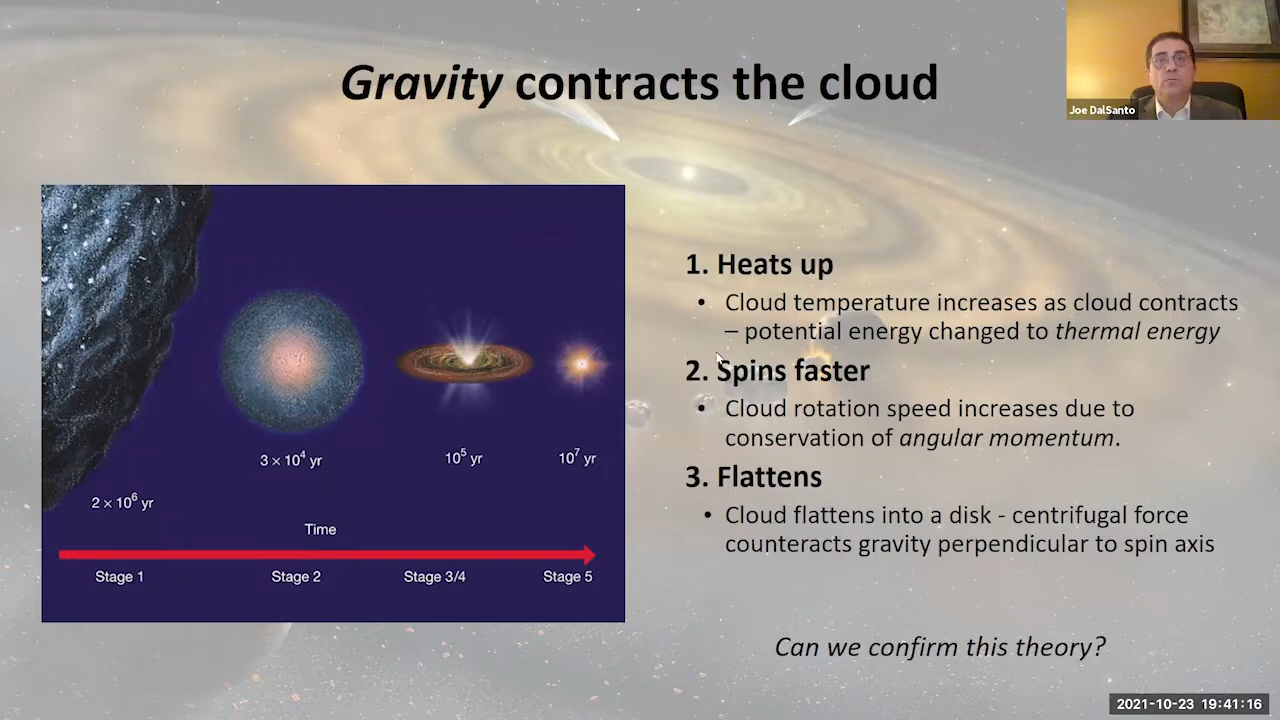 Gravity contracts the cloud
Joe DalSanto
2 × 10⁶ yr
3 × 10⁴ yr
10⁵ yr
10⁷ yr
Time
Stage 1
Stage 2
Stage 3/4
Stage 5
1. Heats up
• Cloud temperature increases as cloud contracts
– potential energy changed to thermal energy
2. Spins faster
• Cloud rotation speed increases due to
conservation of angular momentum.
3. Flattens
• Cloud flattens into a disk - centrifugal force
counteracts gravity perpendicular to spin axis
Can we confirm this theory?
2021-10-23 19:41:16